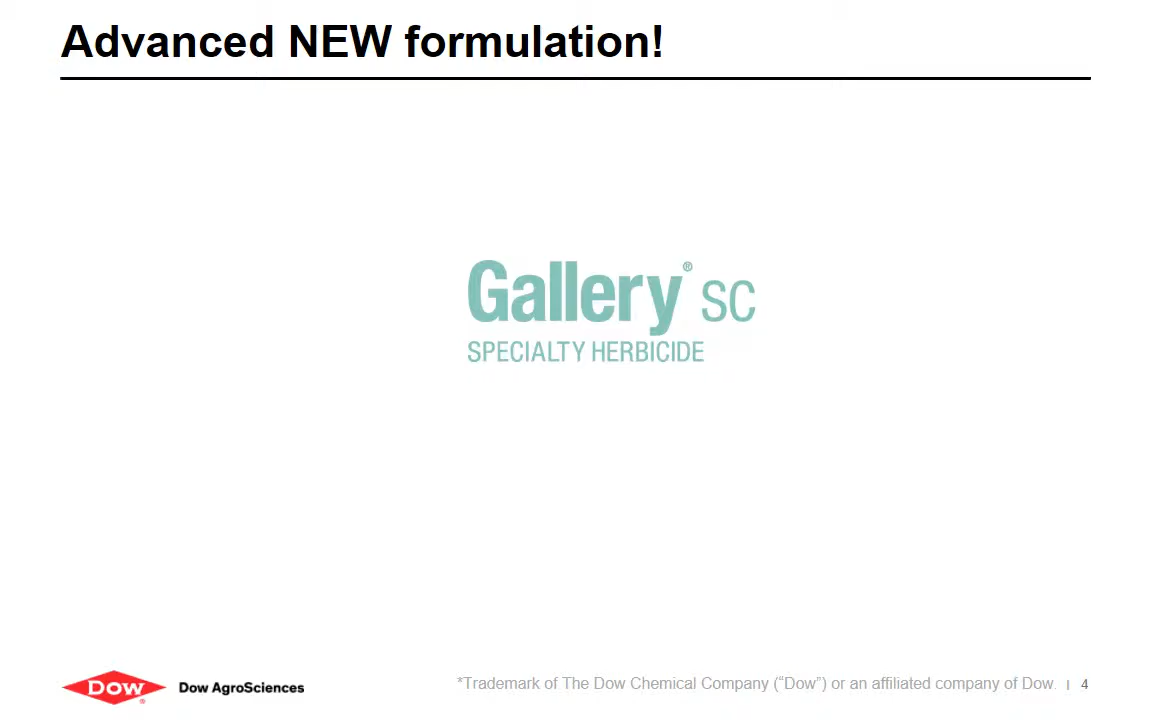 Advanced NEW formulation!
Gallery® SC
SPECIALTY HERBICIDE
DOW® Dow AgroSciences
*Trademark of The Dow Chemical Company (“Dow”) or an affiliated company of Dow. I 4